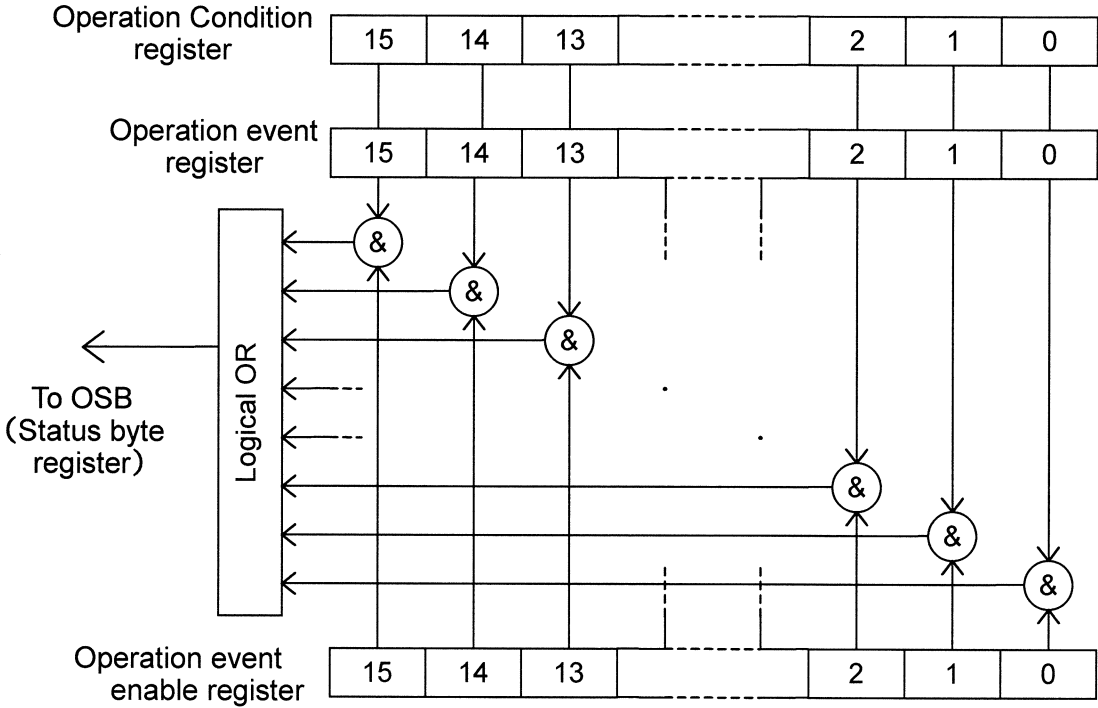 Operation Condition
register
15 14 13 2 1 0
Operation event
register
15 14 13 2 1 0
&
&
&
To OSB
(Status byte
register)
Logical OR
&
&
&
Operation event
enable register
15 14 13 2 1 0